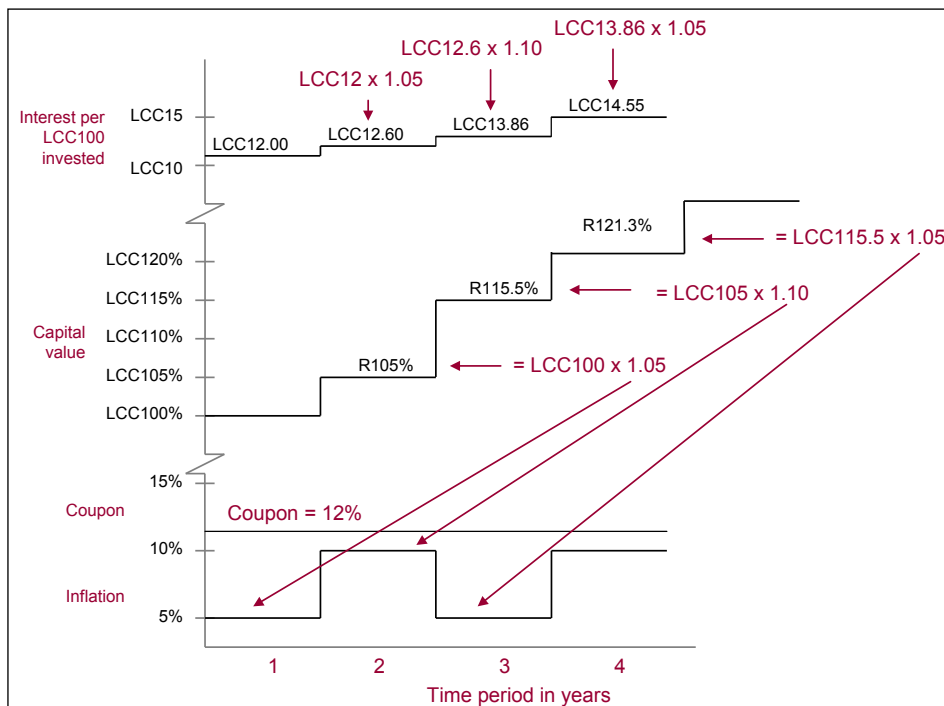 LCC13.86 x 1.05
LCC12.6 x 1.10
LCC12 x 1.05
Interest per
LCC100
invested
LCC15
LCC10
LCC12.00
LCC12.60
LCC13.86
LCC14.55
Capital
value
LCC120%
LCC115%
LCC110%
LCC105%
LCC100%
R105%
R115.5%
R121.3%
= LCC115.5 x 1.05
= LCC105 x 1.10
= LCC100 x 1.05
15%
Coupon
Coupon = 12%
10%
Inflation
5%
1 2 3 4
Time period in years